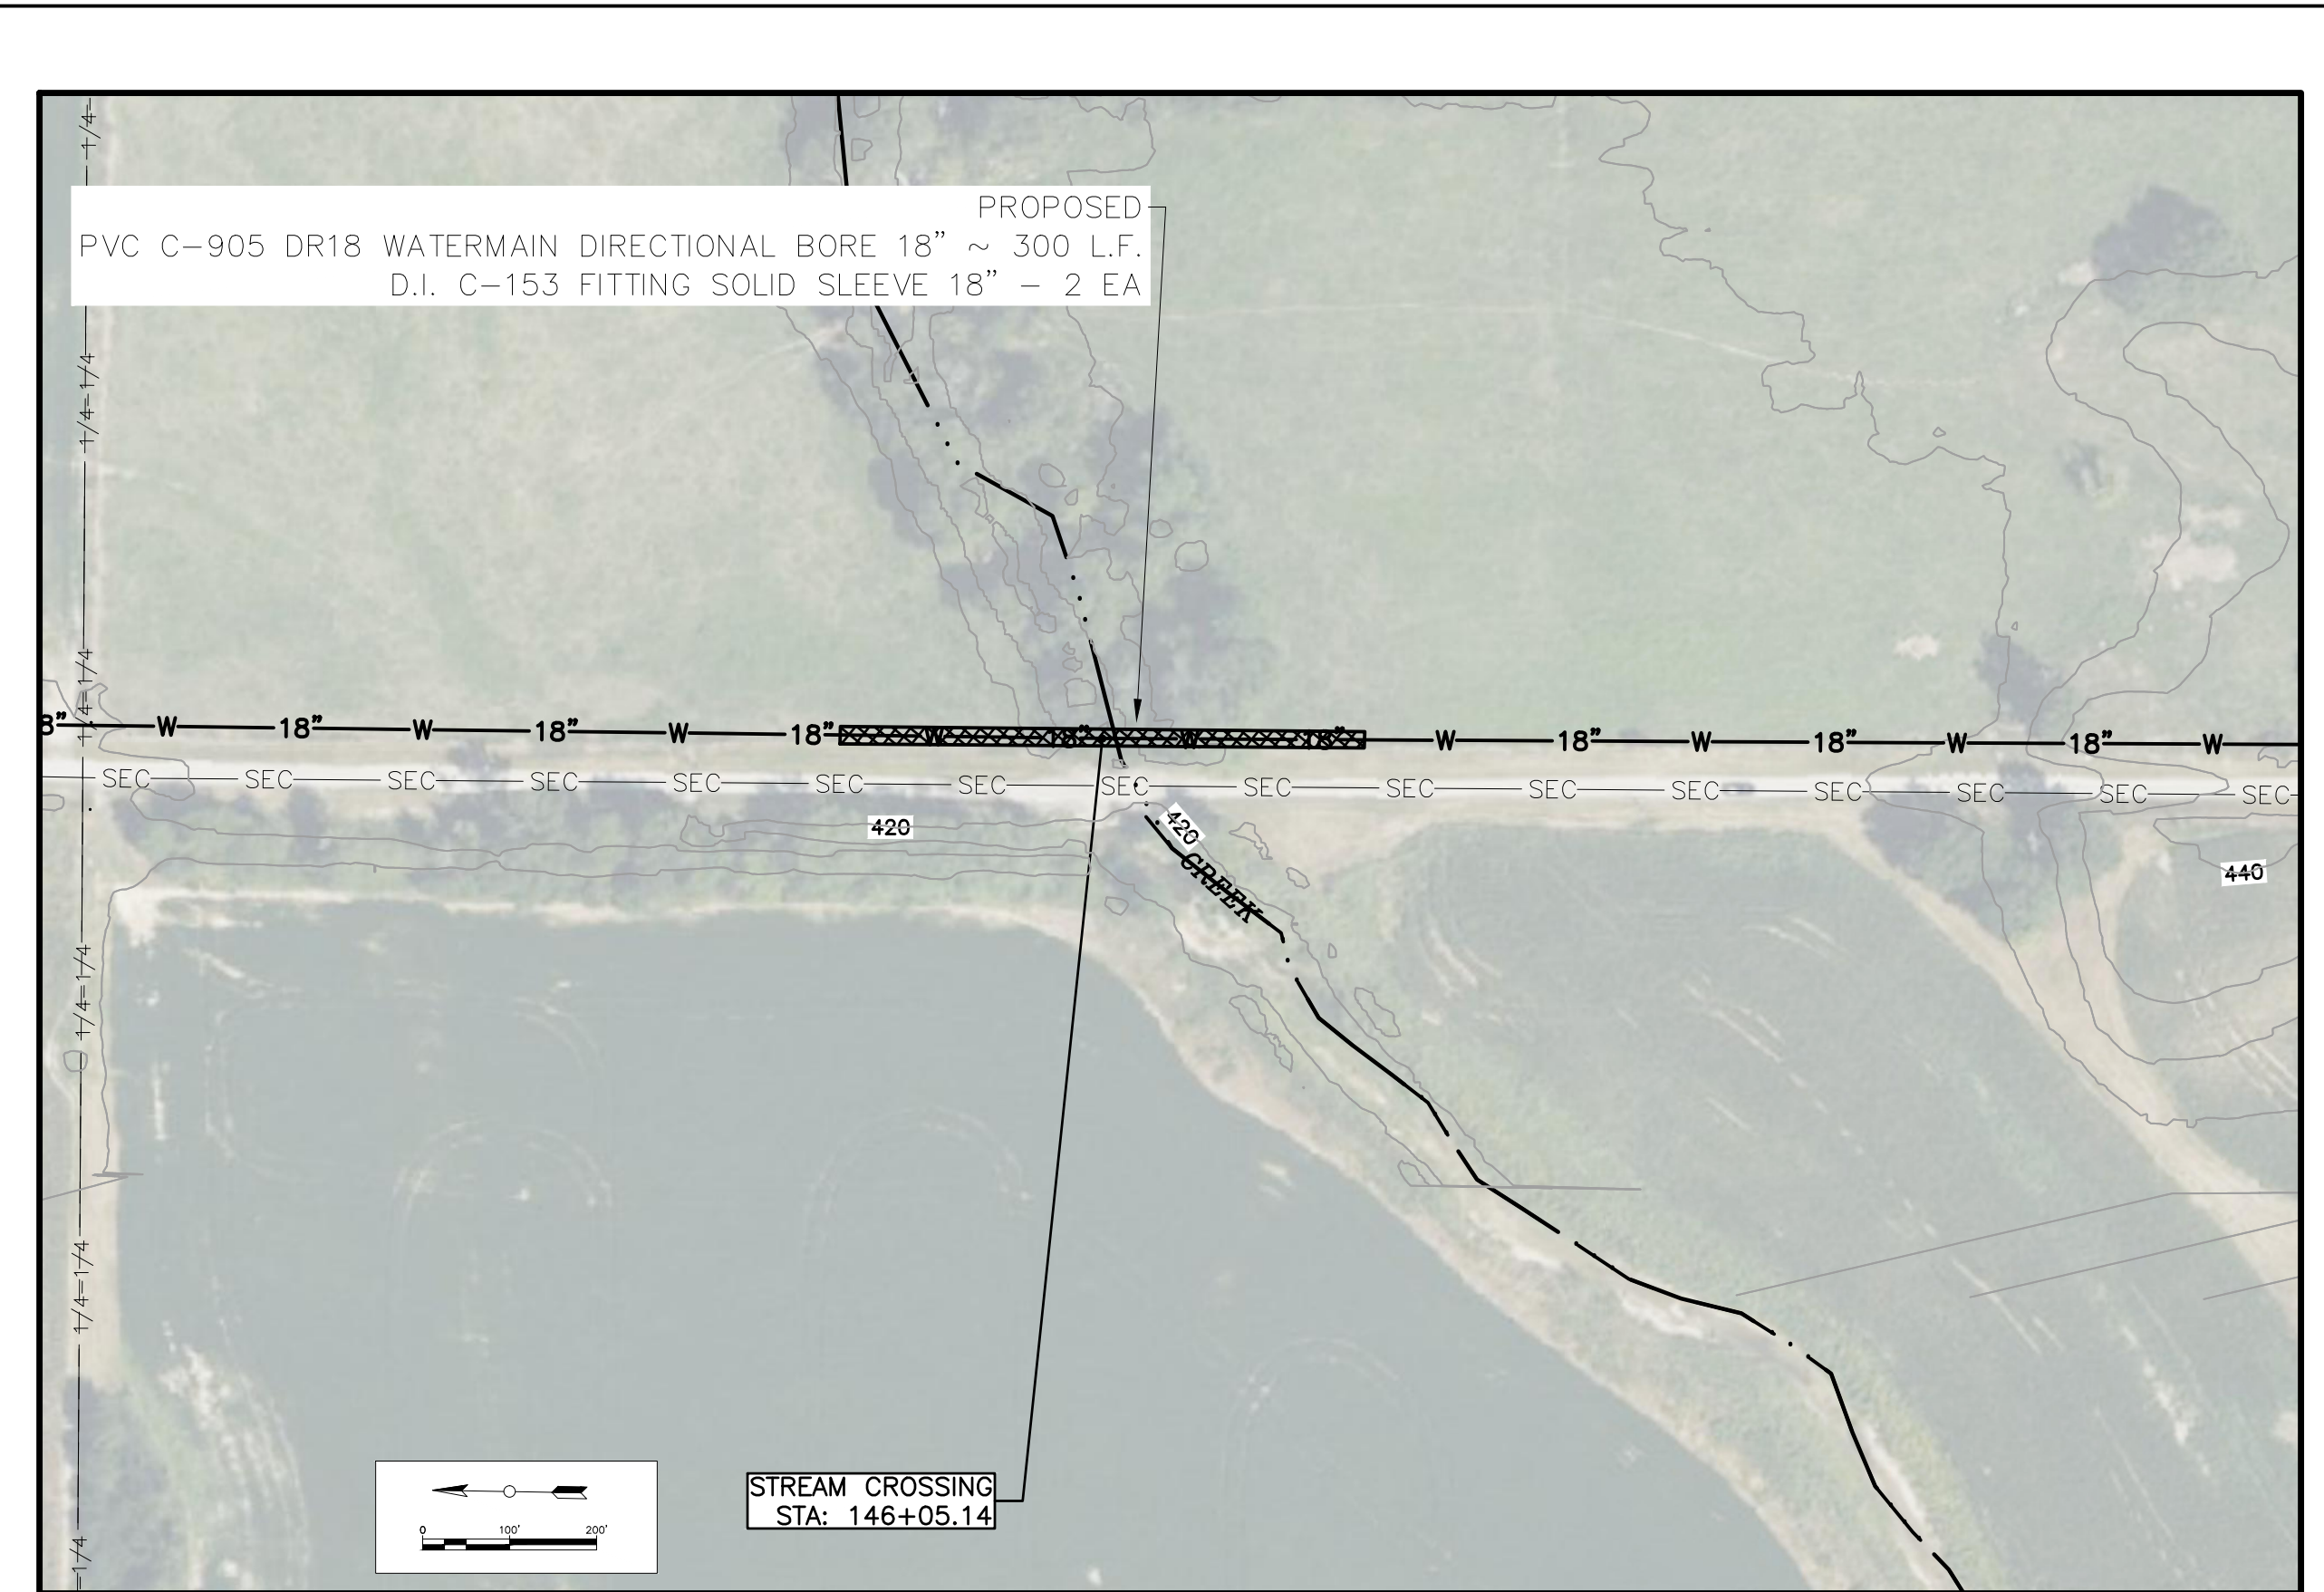 1/4
PROPOSED
PVC C-905 DR18 WATERMAIN DIRECTIONAL BORE 18" ~ 300 L.F.
D.I. C-153 FITTING SOLID SLEEVE 18" - 2 EA
1/4 1/4
1/4 1/4
8" W 18" W 18" W 18" W 18" W 18" W 18" W 18" W 18" W
SEC SEC SEC SEC SEC SEC SEC SEC SEC SEC SEC SEC SEC SEC SEC SEC
420
420
CREEK
440
1/4 1/4
1/4 1/4
0 100' 200'
STREAM CROSSING
STA: 146+05.14
1/4